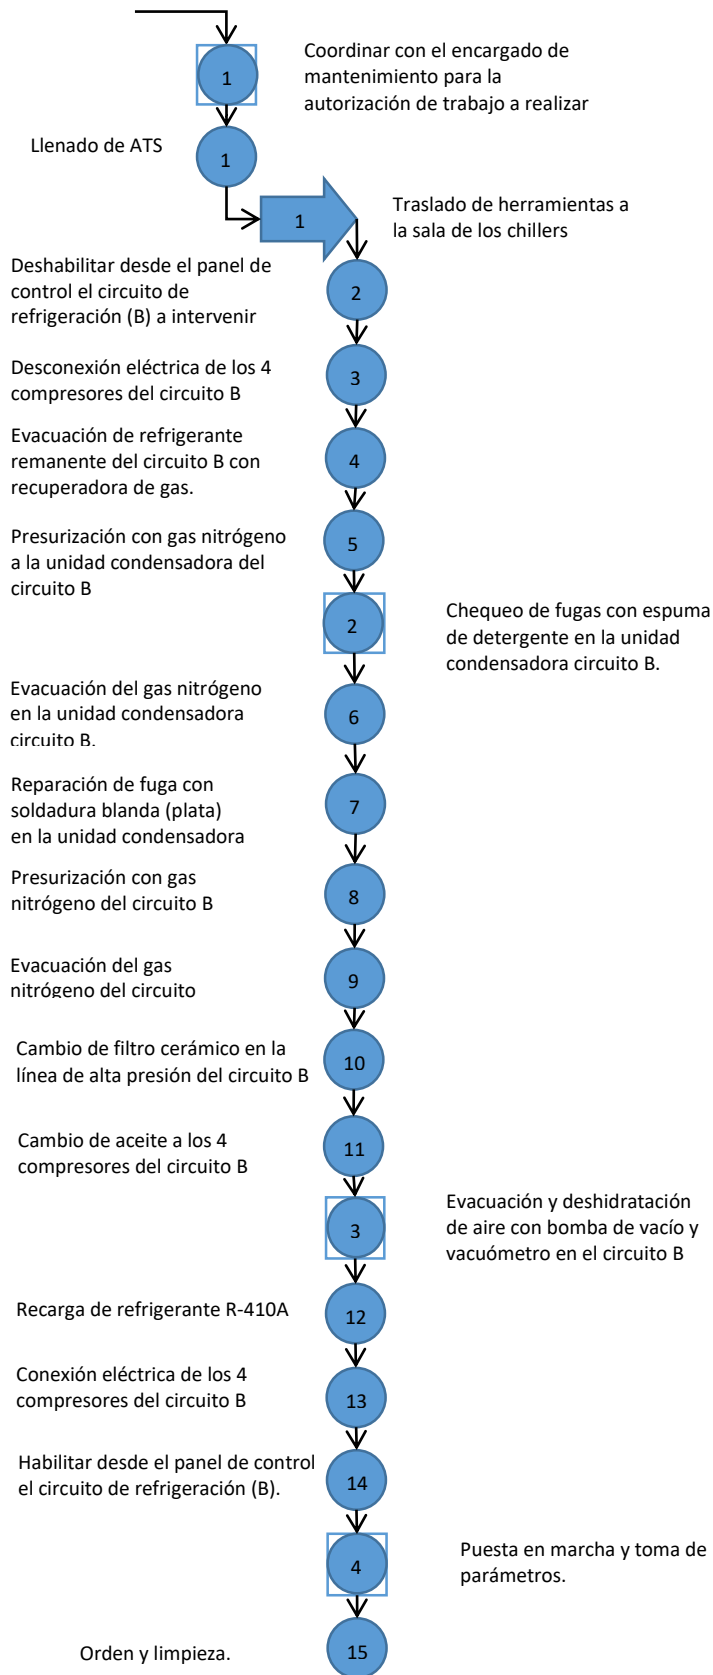 1
Coordinar con el encargado de
mantenimiento para la
autorización de trabajo a realizar
Llenado de ATS
1
1
Traslado de herramientas a
la sala de los chillers
Deshabilitar desde el panel de
control el circuito de
refrigeración (B) a intervenir
2
Desconexión eléctrica de los 4
compresores del circuito B
3
Evacuación de refrigerante
remanente del circuito B con
recuperadora de gas.
4
Presurización con gas nitrógeno
a la unidad condensadora del
circuito B
5
2
Chequeo de fugas con espuma
de detergente en la unidad
condensadora circuito B.
Evacuación del gas nitrógeno
en la unidad condensadora
circuito B.
6
Reparación de fuga con
soldadura blanda (plata)
en la unidad condensadora
7
Presurización con gas
nitrógeno del circuito B
8
Evacuación del gas
nitrógeno del circuito
9
Cambio de filtro cerámico en la
línea de alta presión del circuito B
10
Cambio de aceite a los 4
compresores del circuito B
11
3
Evacuación y deshidratación
de aire con bomba de vacío y
vacuómetro en el circuito B
Recarga de refrigerante R-410A
12
Conexión eléctrica de los 4
compresores del circuito B
13
Habilitar desde el panel de control
el circuito de refrigeración (B).
14
4
Puesta en marcha y toma de
parámetros.
Orden y limpieza.
15